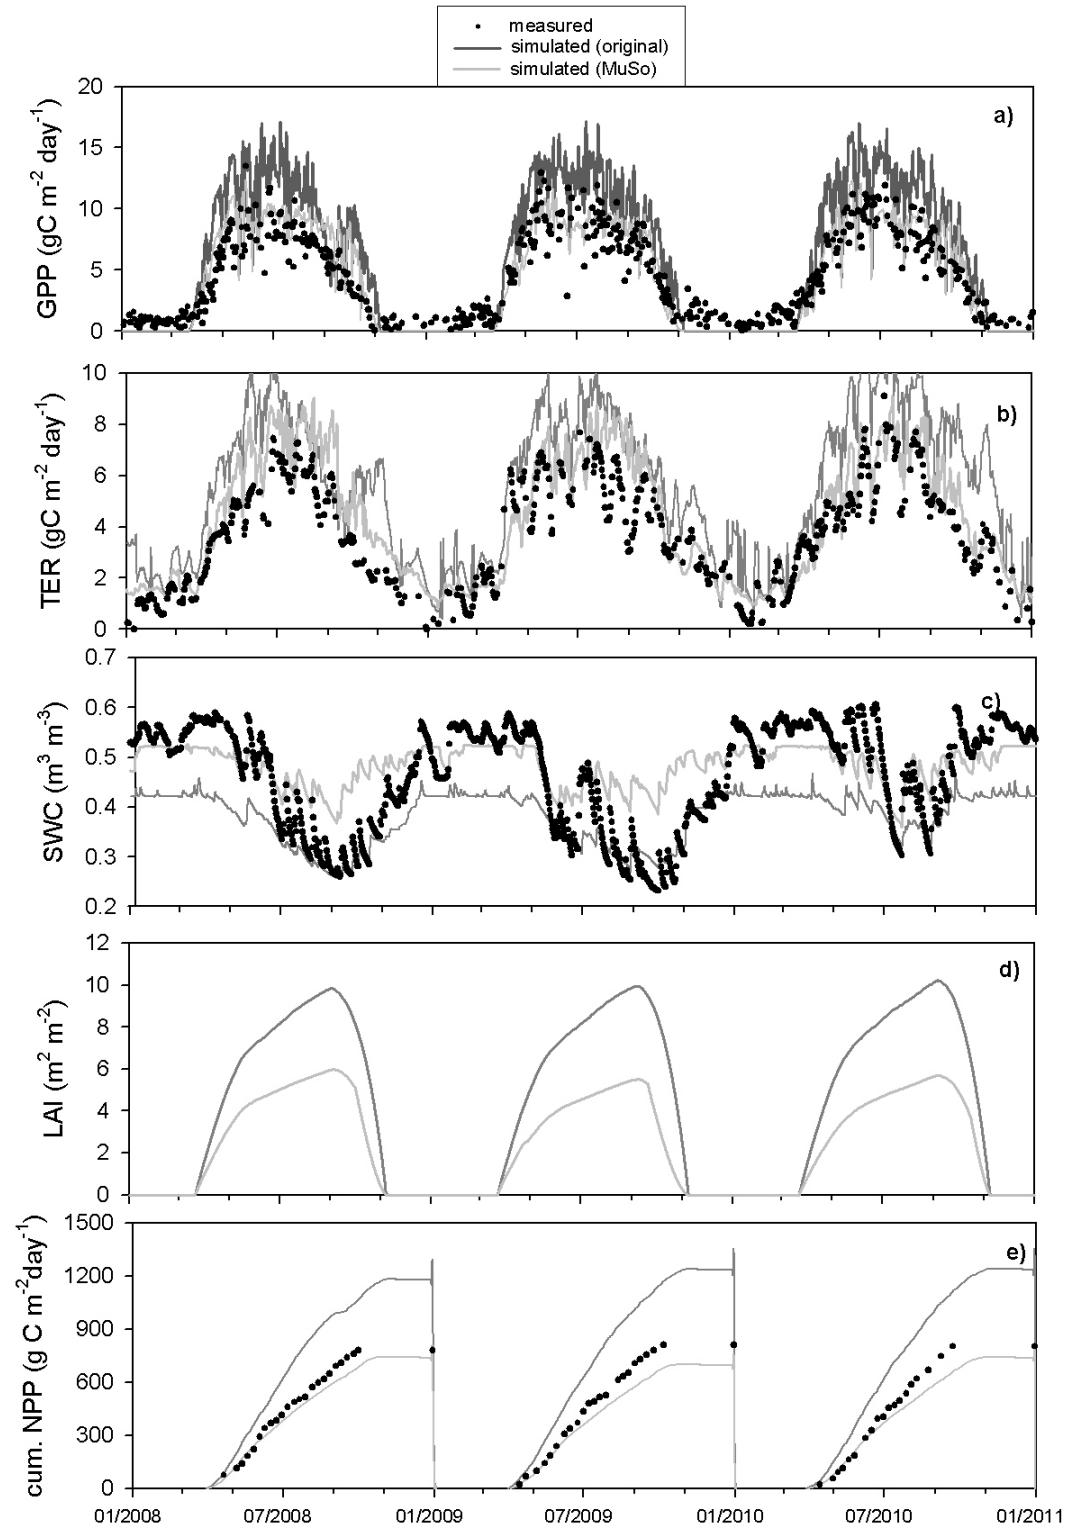 measured
simulated (original)
simulated (MuSo)
20
15
10
5
0
GPP (gC m-2 day-1)
a)
10
8
6
4
2
0
TER (gC m-2 day-1)
b)
0.7
0.6
0.5
0.4
0.3
0.2
SWC (m3 m-3)
c)
12
10
8
6
4
2
0
LAI (m2 m-2)
d)
1500
1200
900
600
300
0
cum. NPP (g C m-2day-1)
e)
01/2008 07/2008 01/2009 07/2009 01/2010 07/2010 01/2011